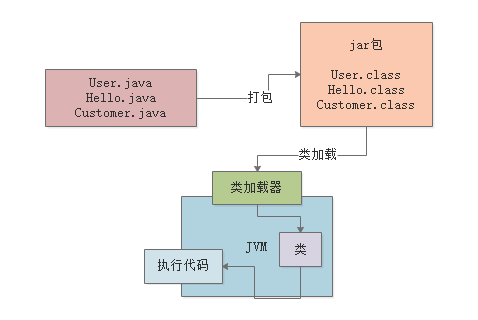 jar包
User.class
Hello.class
Customer.class
User.java
Hello.java
Customer.java
打包
类加载
类加载器
JVM
类
执行代码